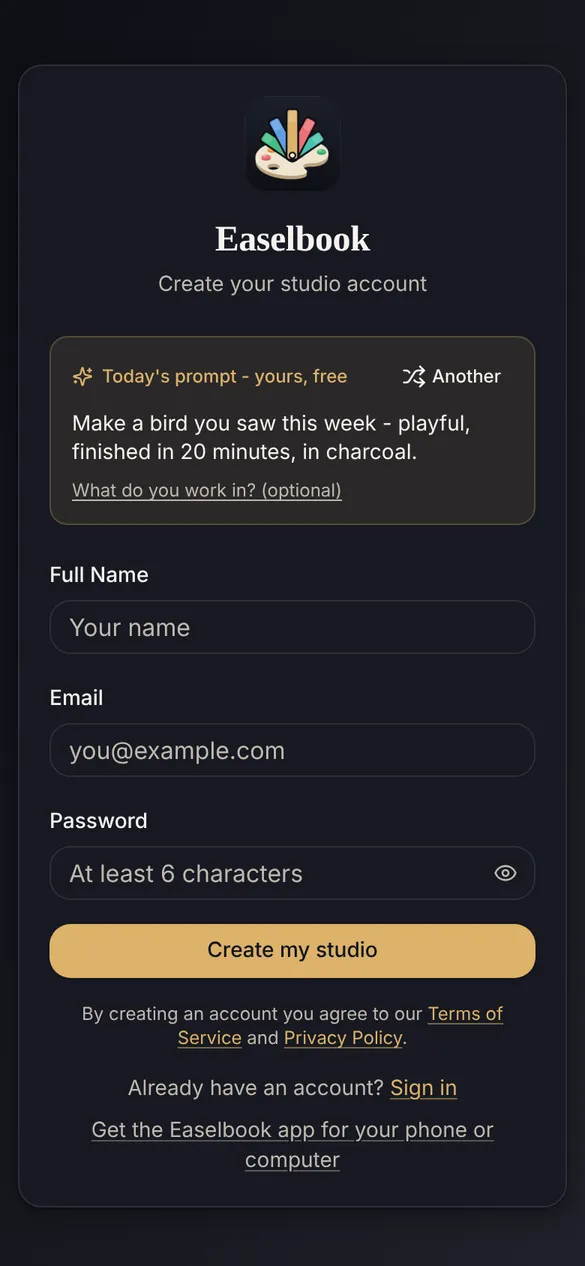 Easelbook
Create your studio account
Today's prompt - yours, free
Another
Make a bird you saw this week - playful,
finished in 20 minutes, in charcoal.
What do you work in? (optional)
Full Name
Your name
Email
you@example.com
Password
At least 6 characters
Create my studio
By creating an account you agree to our Terms of
Service and Privacy Policy.
Already have an account? Sign in
Get the Easelbook app for your phone or
computer